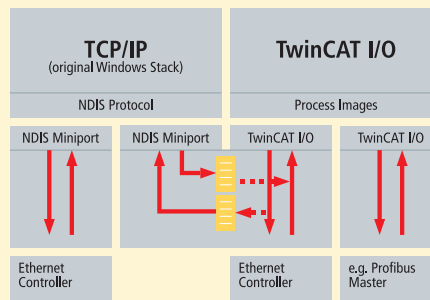 TCP/IP
(original Windows Stack)
TwinCAT I/O
NDIS Protocol
Process Images
NDIS Miniport
NDIS Miniport
TwinCAT I/O
TwinCAT I/O
Ethernet
Controller
Ethernet
Controller
e.g. Profibus
Master